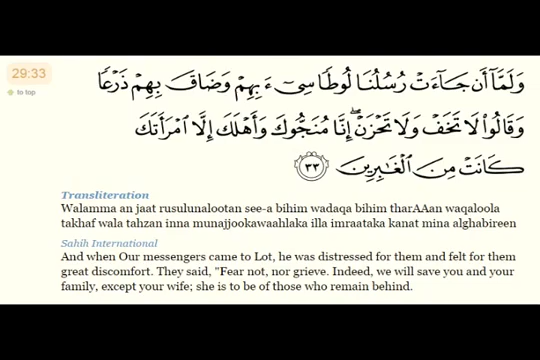 29:33
to top
وَلَمَّآ أَن جَآءَتْ رُسُلُنَا لُوطًا سِىٓءَ بِهِمْ وَضَاقَ بِهِمْ ذَرْعًا
وَقَالُوا۟ لَا تَخَفْ وَلَا تَحْزَنْ ۖ إِنَّا مُنَجُّوكَ وَأَهْلَكَ إِلَّا ٱمْرَأَتَكَ
كَانَتْ مِنَ ٱلْغَٰبِرِينَ ٣٣
Transliteration
Walamma an jaat rusulunalootan see-a bihim wadaqa bihim tharAAan waqaloola
takhaf wala tahzan inna munajjookawaahlaka illa imraataka kanat mina alghabireen
Sahih International
And when Our messengers came to Lot, he was distressed for them and felt for them
great discomfort. They said, "Fear not, nor grieve. Indeed, we will save you and your
family, except your wife; she is to be of those who remain behind.